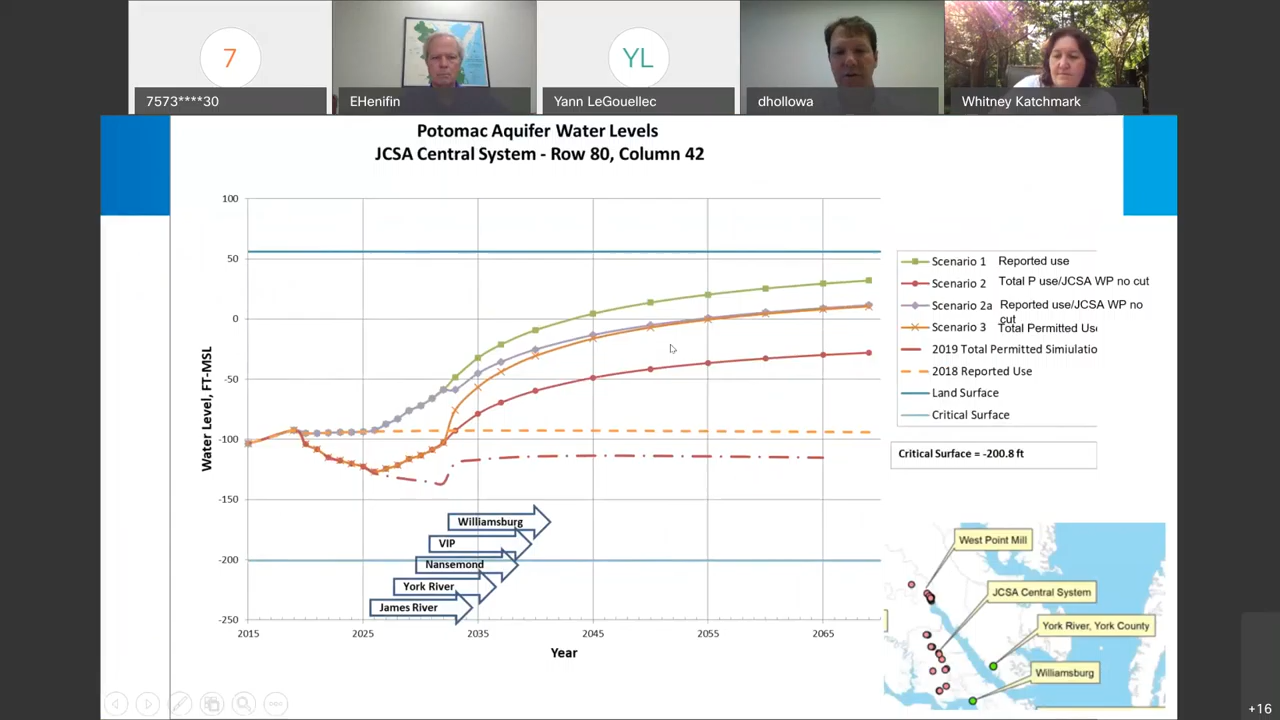 7
YL
7573****30
EHenifin
Yann LeGouellec
dhollowa
Whitney Katchmark
Potomac Aquifer Water Levels
JCSA Central System - Row 80, Column 42
Water Level, FT-MSL
100
50
0
-50
-100
-150
-200
-250
2015
2025
2035
2045
2055
2065
Year
Williamsburg
VIP
Nansemond
York River
James River
Scenario 1 Reported use
Scenario 2 Total P use/JCSA WP no cut
Scenario 2a Reported use/JCSA WP no
cut
Scenario 3 Total Permitted Use
2019 Total Permitted Simiulatio
2018 Reported Use
Land Surface
Critical Surface
Critical Surface = -200.8 ft
West Point Mill
JCSA Central System
York River, York County
Williamsburg
+16